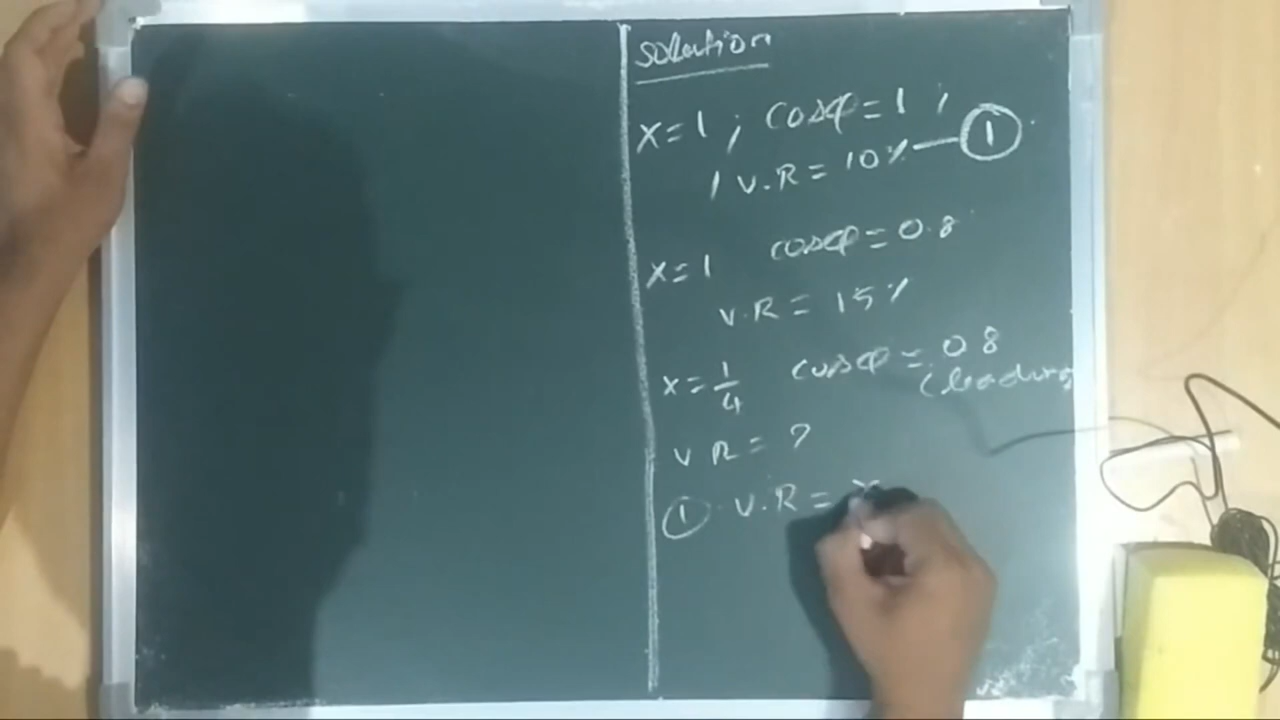 solution
x = 1 ; cosφ = 1 ;
/ V.R = 10% — ①
x = 1 cosφ = 0.8
V.R = 15%
x = 1/4 cosφ = 0.8
(leading
V R = ?
① V.R = x